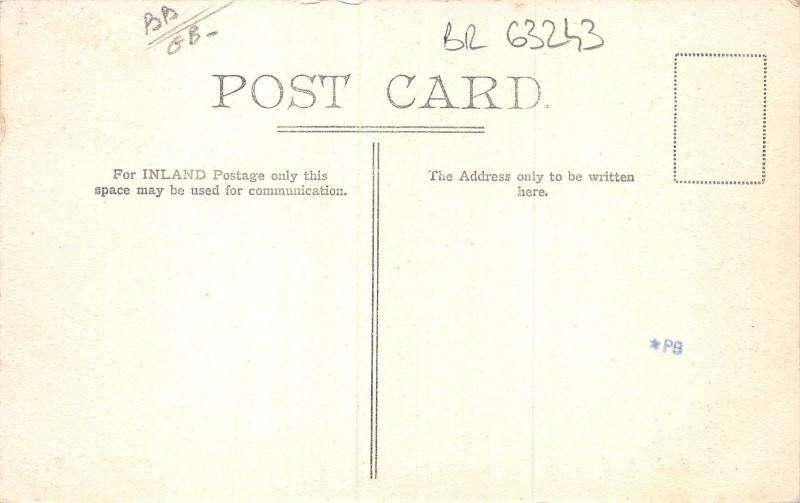 BB
GB-
BR 63243
POST CARD.
For INLAND Postage only this
space may be used for communication.
The Address only to be written
here.
*PB